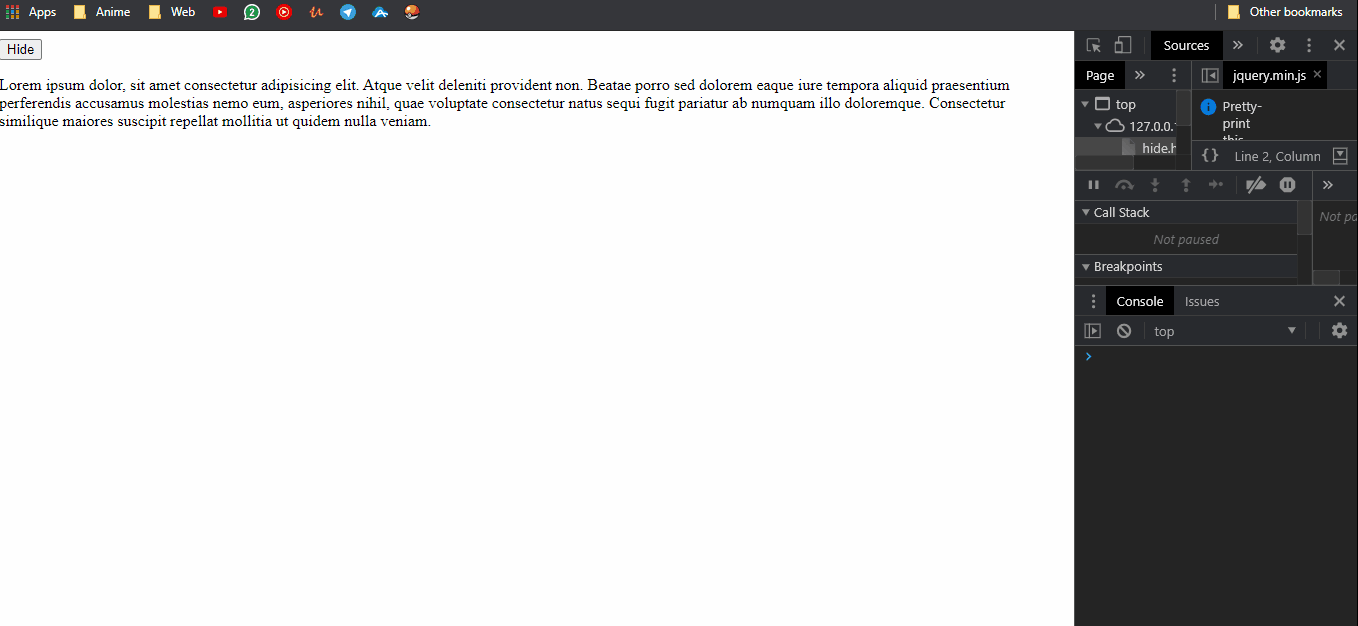 Apps Anime Web 2 Other bookmarks
Hide
Lorem ipsum dolor, sit amet consectetur adipisicing elit. Atque velit deleniti provident non. Beatae porro sed dolorem eaque iure tempora aliquid praesentium
perferendis accusamus molestias nemo eum, asperiores nihil, quae voluptate consectetur natus sequi fugit pariatur ab numquam illo doloremque. Consectetur
similique maiores suscipit repellat mollitia ut quidem nulla veniam.
Sources
Page
jquery.min.js
top
127.0.0.
hide.h
Pretty-
print
this
{} Line 2, Column
Call Stack
Not paused
Not pa
Breakpoints
Console Issues
top